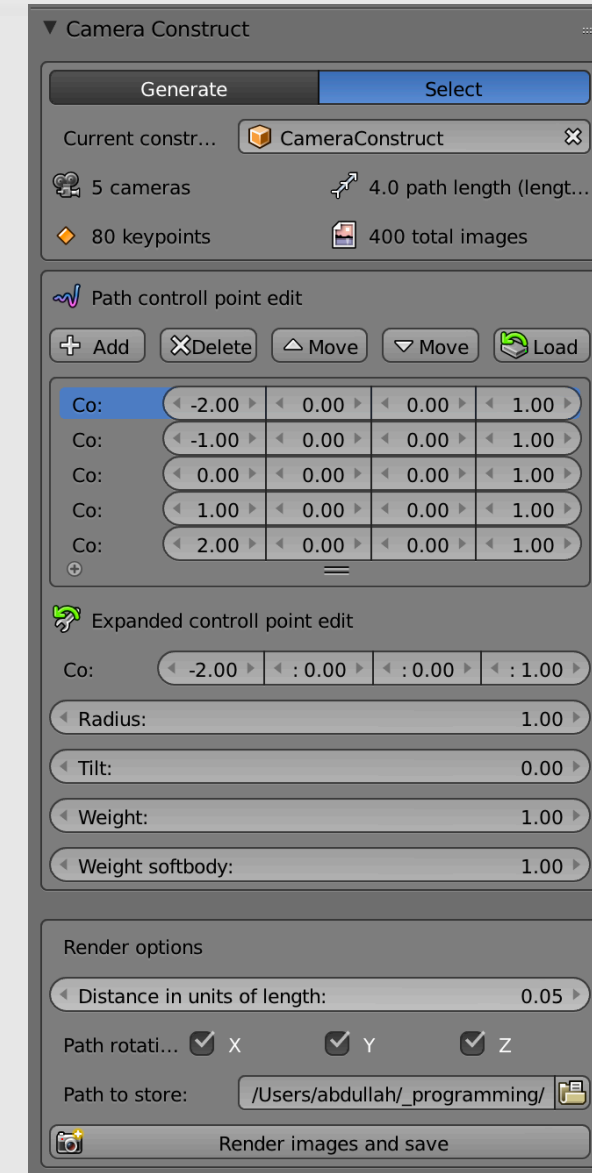 Camera Construct
Generate Select
Current constr... CameraConstruct
5 cameras 4.0 path length (lengt...
80 keypoints 400 total images
Path controll point edit
Add Delete Move Move Load
Co: -2.00 0.00 0.00 1.00
Co: -1.00 0.00 0.00 1.00
Co: 0.00 0.00 0.00 1.00
Co: 1.00 0.00 0.00 1.00
Co: 2.00 0.00 0.00 1.00
Expanded controll point edit
Co: -2.00 : 0.00 : 0.00 : 1.00
Radius: 1.00
Tilt: 0.00
Weight: 1.00
Weight softbody: 1.00
Render options
Distance in units of length: 0.05
Path rotati... X Y Z
Path to store: /Users/abdullah/_programming/
Render images and save